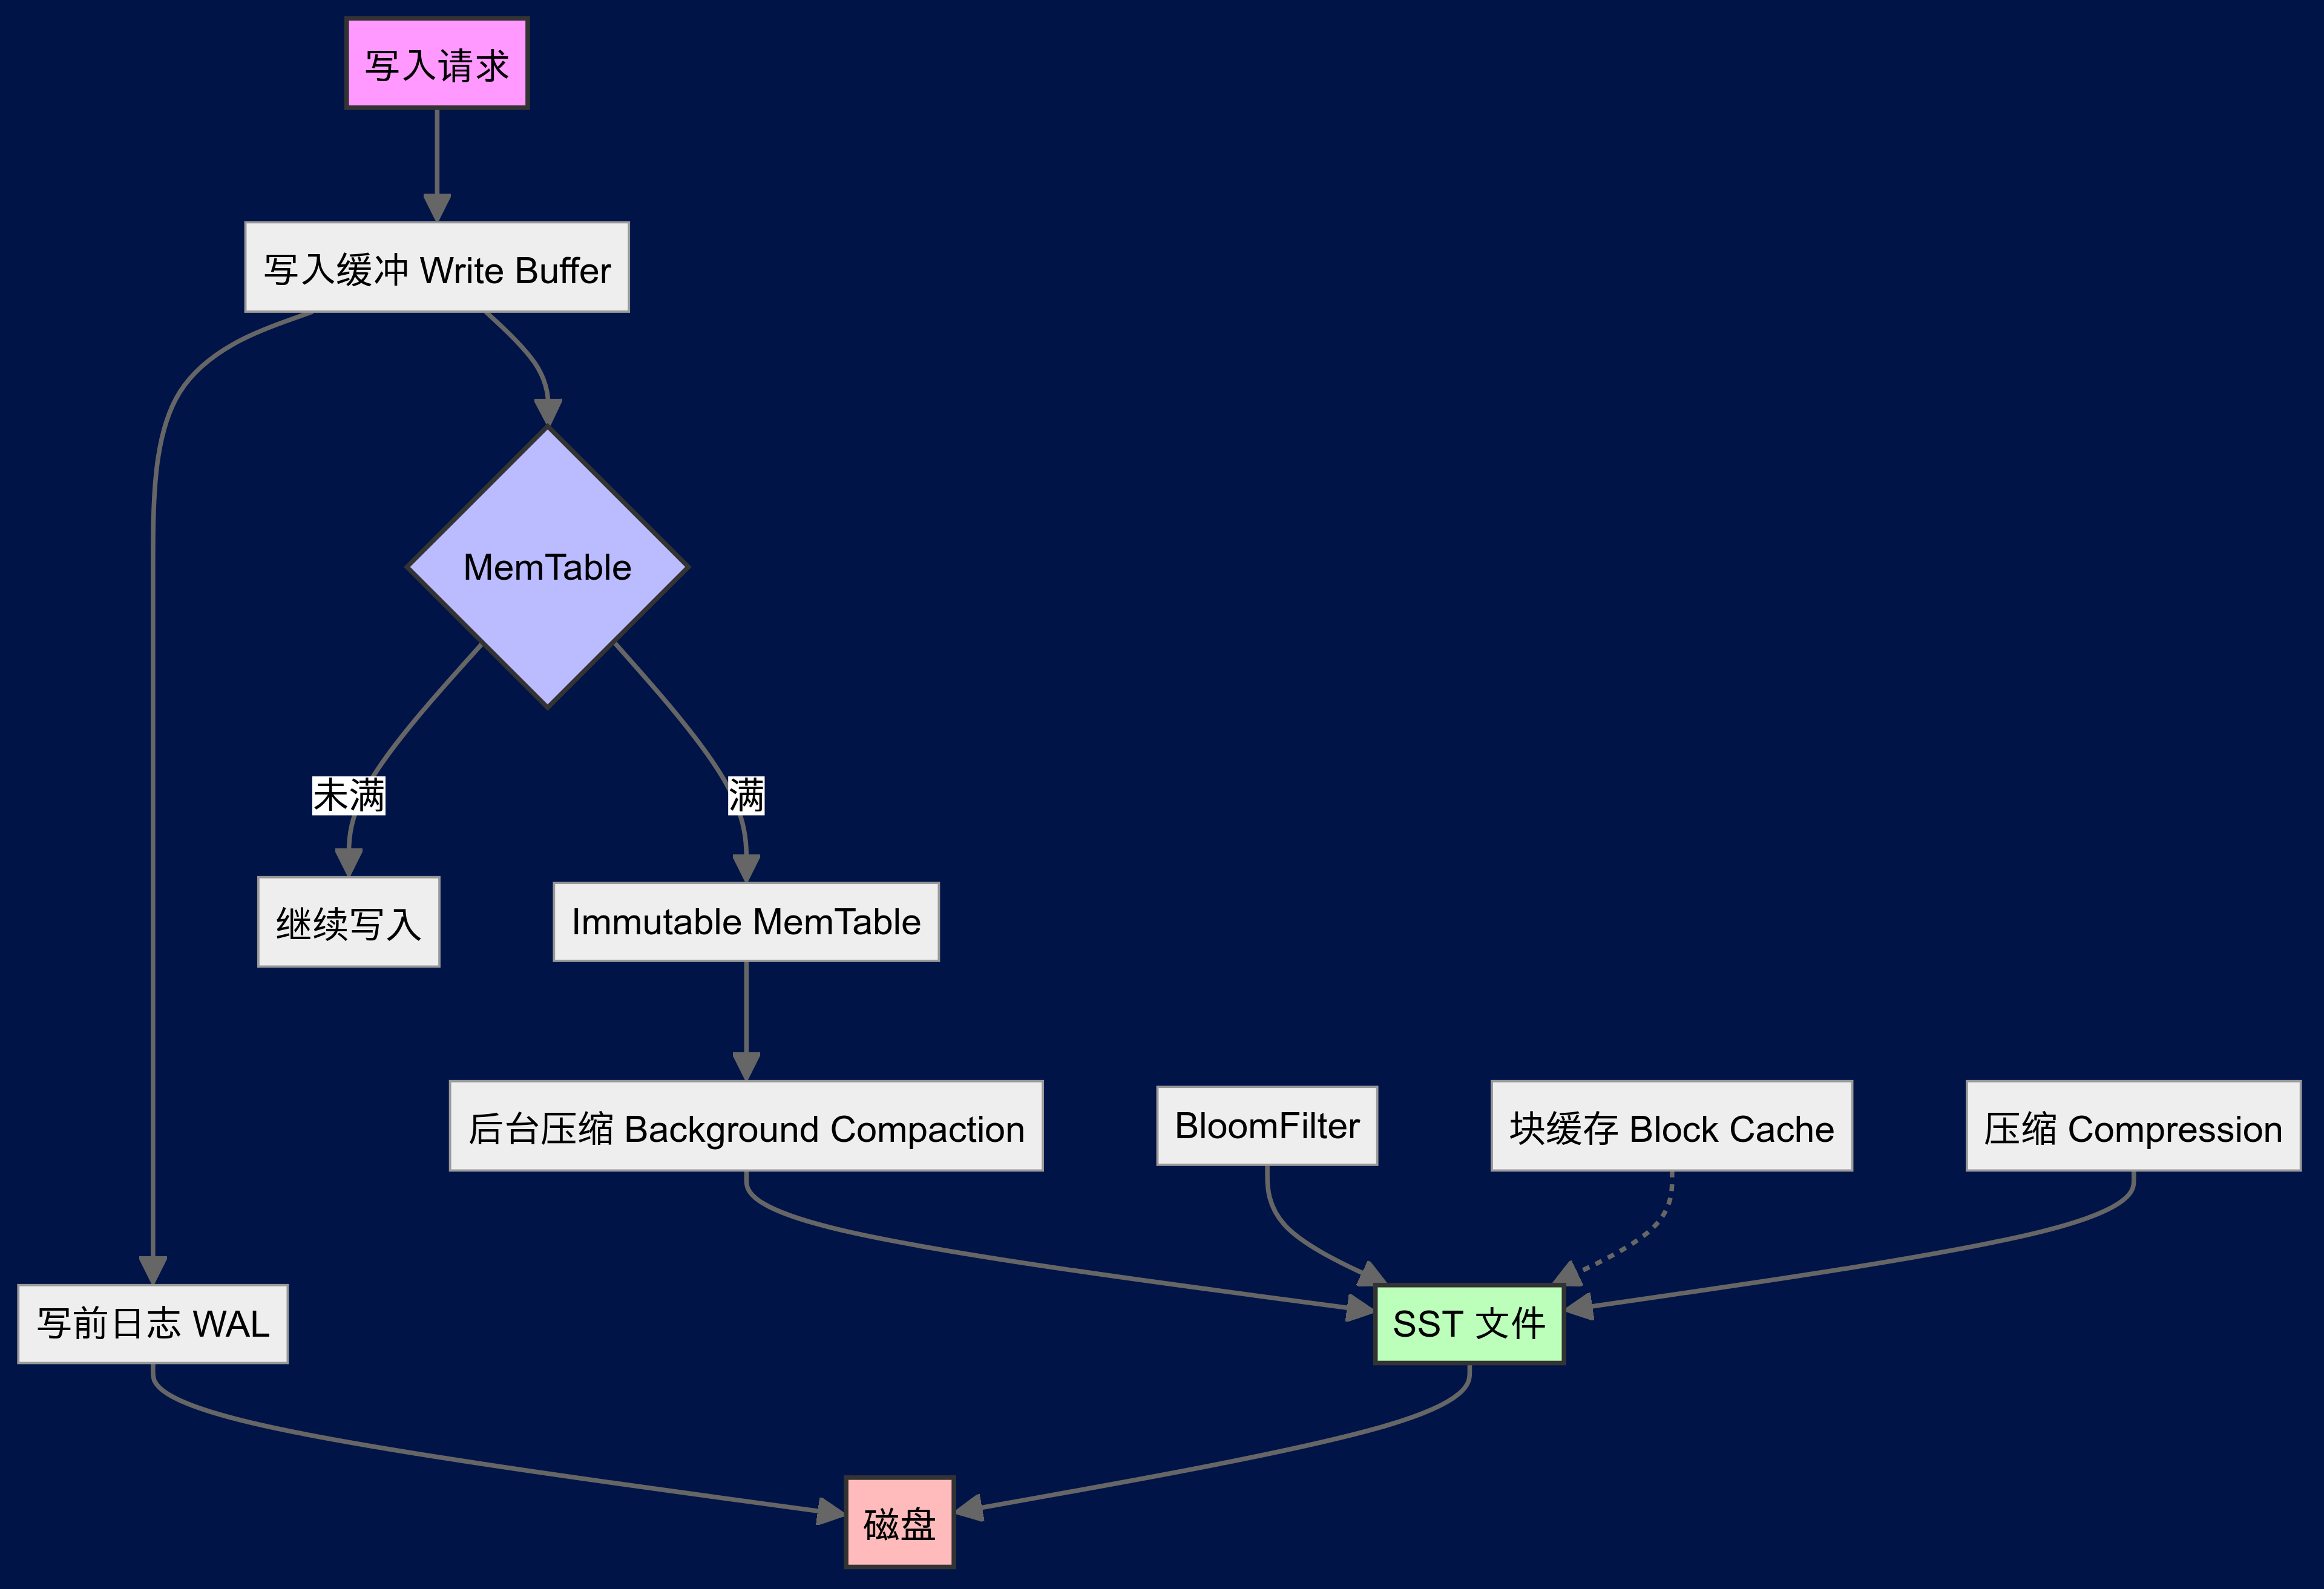 写入请求
写入缓冲 Write Buffer
MemTable
未满
满
继续写入
Immutable MemTable
后台压缩 Background Compaction
BloomFilter
块缓存 Block Cache
压缩 Compression
写前日志 WAL
SST 文件
磁盘